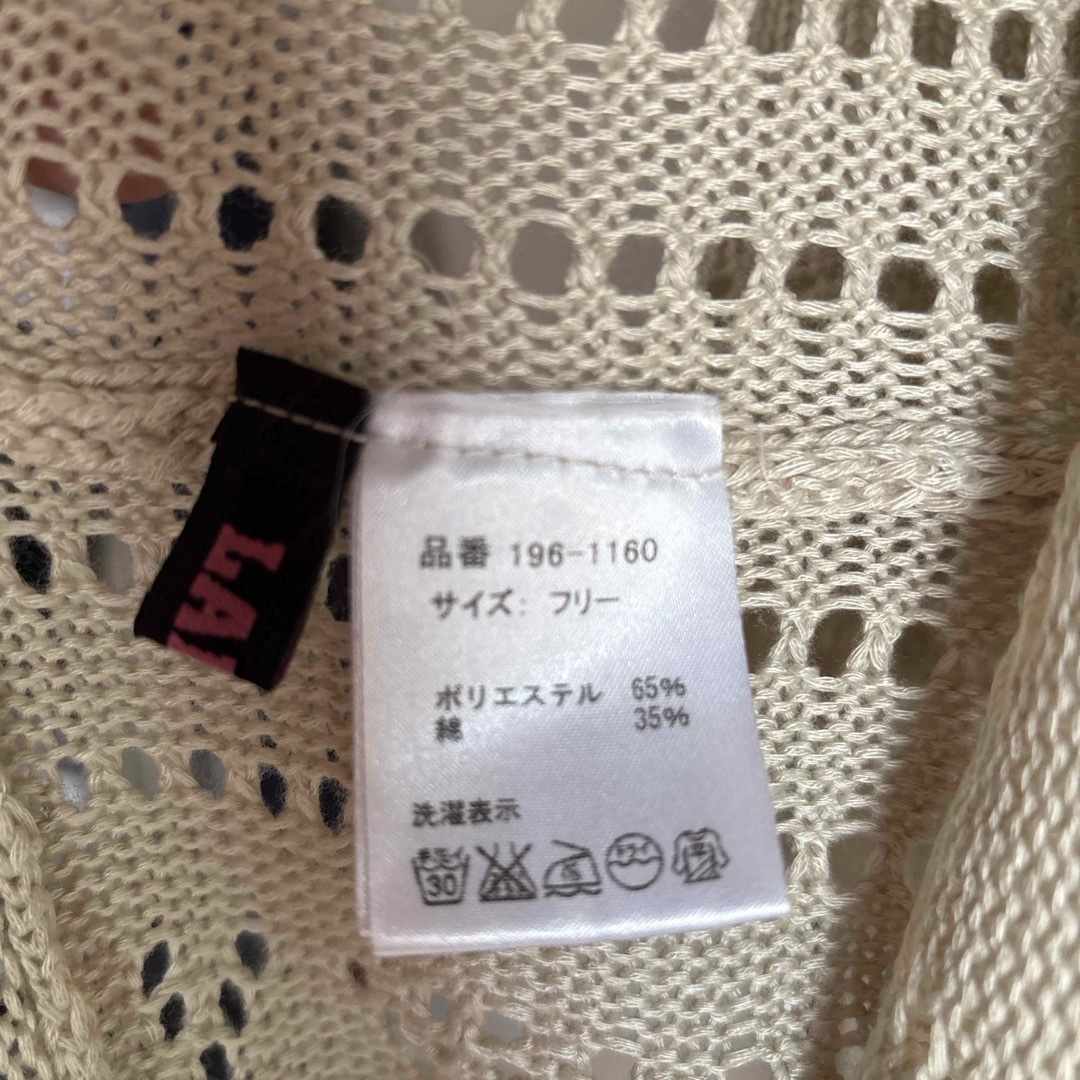 品番 196-1160
サイズ: フリー
ポリエステル 65%
綿 35%
洗濯表示
30